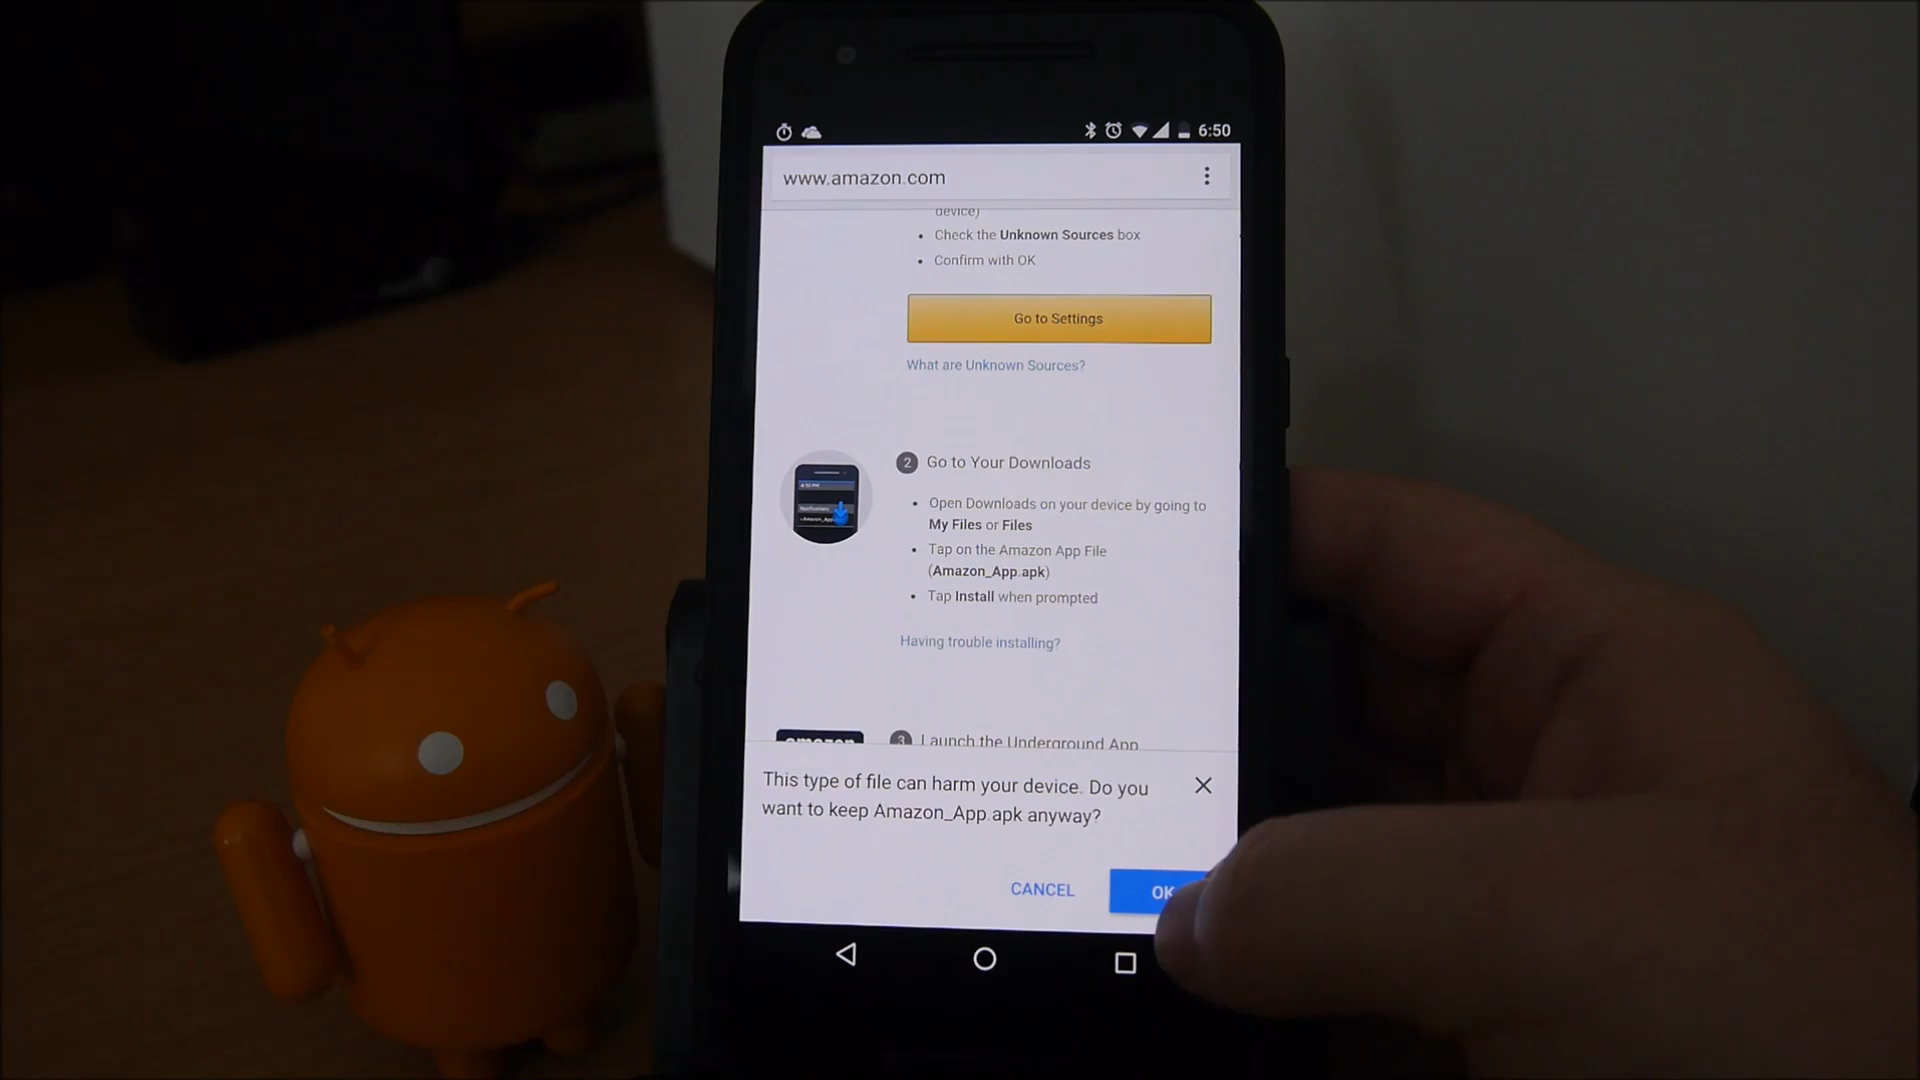 6:50
www.amazon.com
device)
Check the Unknown Sources box
Confirm with OK
Go to Settings
What are Unknown Sources?
2 Go to Your Downloads
Open Downloads on your device by going to
My Files or Files
Tap on the Amazon App File
(Amazon_App.apk)
Tap Install when prompted
Having trouble installing?
amazon
3 Launch the Underground App
This type of file can harm your device. Do you
want to keep Amazon_App.apk anyway?
CANCEL
OK